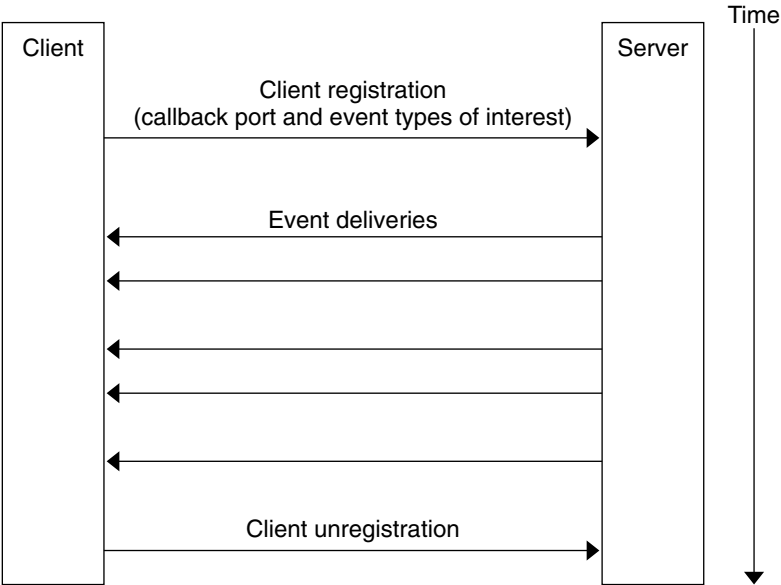 Time
Client
Server
Client registration
(callback port and event types of interest)
Event deliveries
Client unregistration